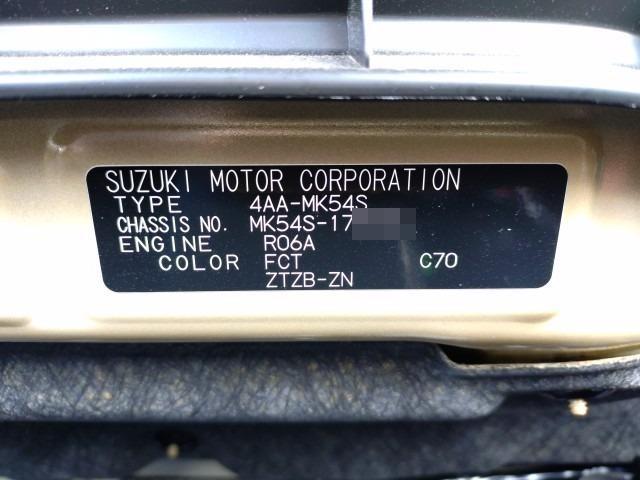 SUZUKI MOTOR CORPORATION
TYPE 4AA-MK54S
CHASSIS NO. MK54S-17
ENGINE R06A
COLOR FCT C70
ZTZB-ZN